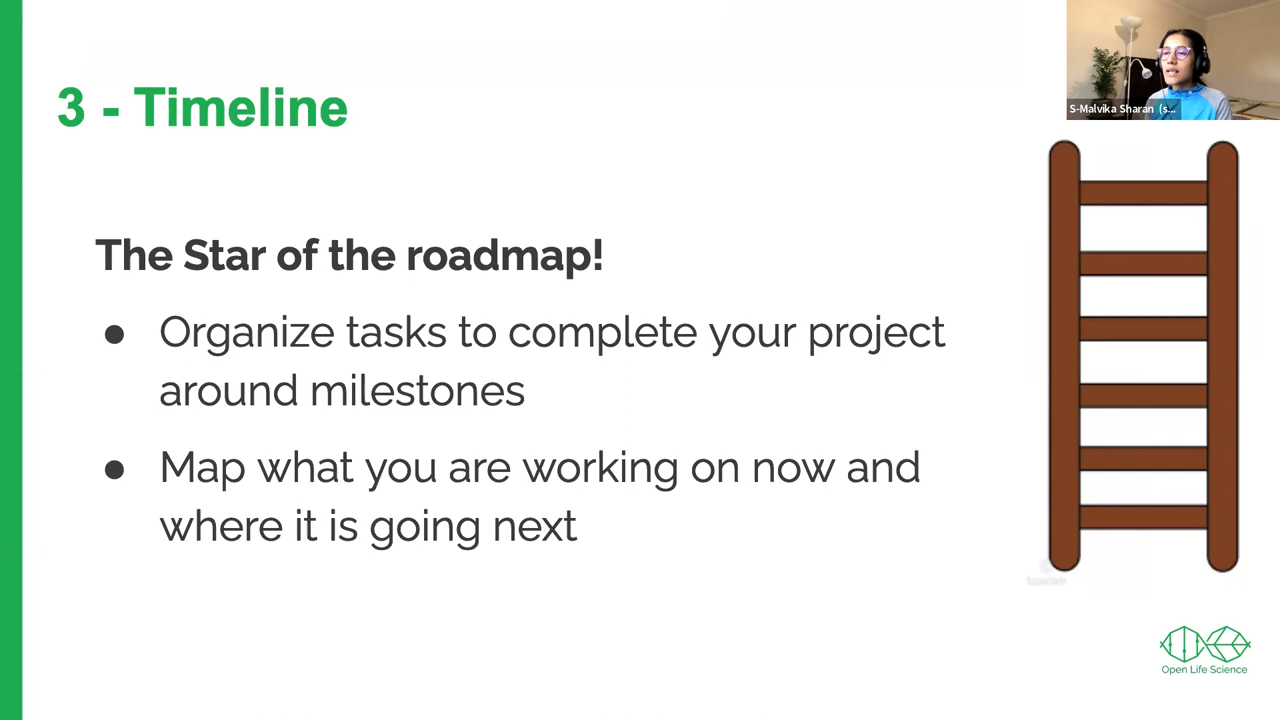 3 - Timeline
S-Malvika Sharan (s...
The Star of the roadmap!
● Organize tasks to complete your project
around milestones
● Map what you are working on now and
where it is going next
Open Life Science